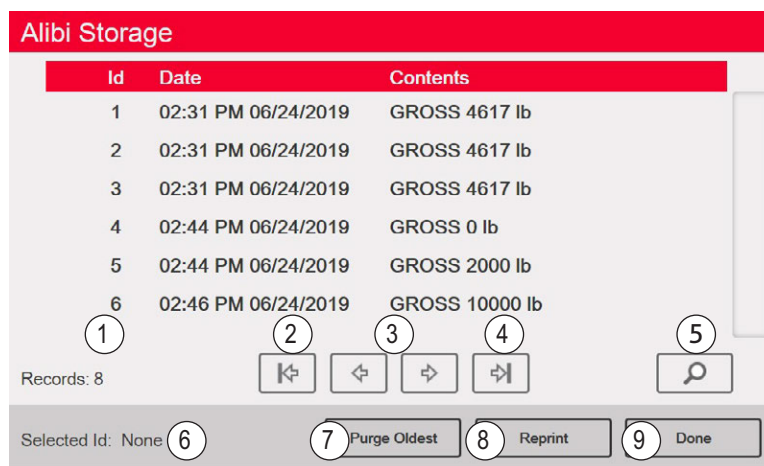 Alibi Storage
Id Date Contents
1 02:31 PM 06/24/2019 GROSS 4617 lb
2 02:31 PM 06/24/2019 GROSS 4617 lb
3 02:31 PM 06/24/2019 GROSS 4617 lb
4 02:44 PM 06/24/2019 GROSS 0 lb
5 02:44 PM 06/24/2019 GROSS 2000 lb
6 02:46 PM 06/24/2019 GROSS 10000 lb
1 2 3 4 5
Records: 8
Selected Id: None 6 7 Purge Oldest 8 Reprint 9 Done